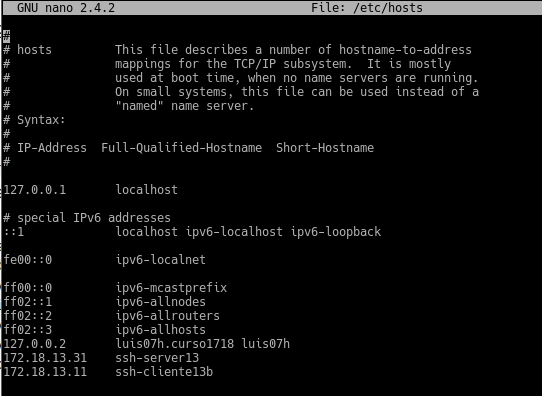 GNU nano 2.4.2 File: /etc/hosts
#
# hosts This file describes a number of hostname-to-address
# mappings for the TCP/IP subsystem. It is mostly
# used at boot time, when no name servers are running.
# On small systems, this file can be used instead of a
# "named" name server.
# Syntax:
#
# IP-Address Full-Qualified-Hostname Short-Hostname
#
127.0.0.1 localhost
# special IPv6 addresses
::1 localhost ipv6-localhost ipv6-loopback
fe00::0 ipv6-localnet
ff00::0 ipv6-mcastprefix
ff02::1 ipv6-allnodes
ff02::2 ipv6-allrouters
ff02::3 ipv6-allhosts
127.0.0.2 luis07h.curso1718 luis07h
172.18.13.31 ssh-server13
172.18.13.11 ssh-cliente13b